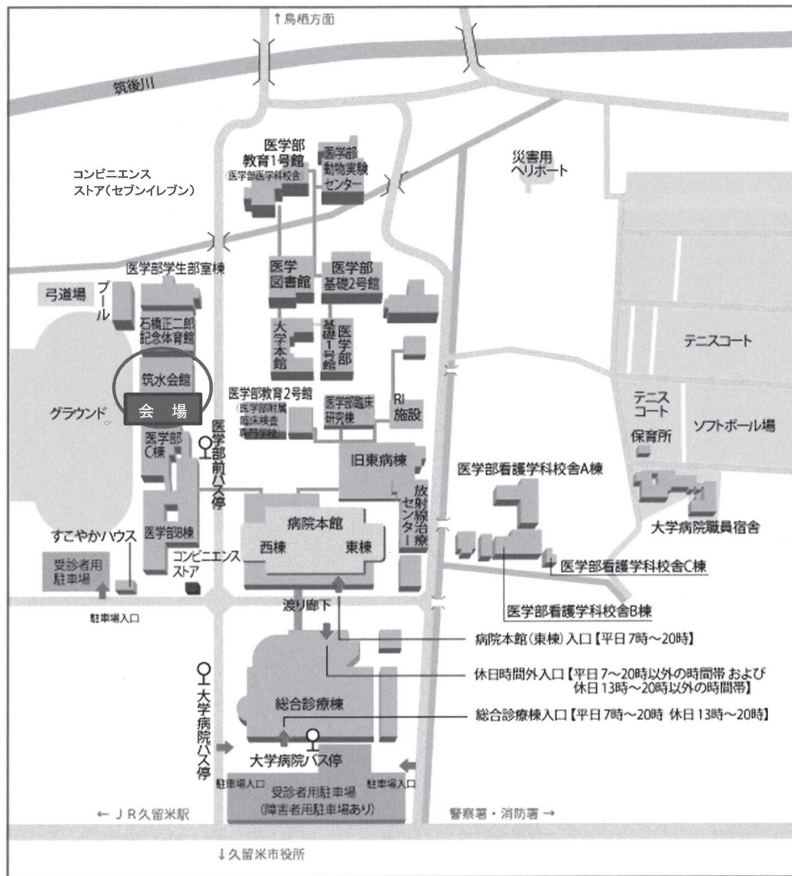 ↑鳥栖方面
筑後川
コンビニエンス
ストア(セブンイレブン)
医学部
教育1号館
(医学部医学科校舎)
医学部
動物実験
センター
災害用
ヘリポート
医学部学生部室棟
弓道場
プール
石橋正二郎
記念体育館
医学
図書館
医学部
基礎2号館
大学本館
医学部
基礎1号館
筑水会館
会 場
グラウンド
医学部教育2号館
(医学部附属
臨床検査
専門学校)
医学部臨床
研究棟
RI
施設
テニスコート
テニス
コート
ソフトボール場
保育所
医学部
C棟
医学部前バス停
旧東病棟
放射線治療
センター
医学部看護学科校舎A棟
大学病院職員宿舎
医学部B棟
病院本館
西棟
東棟
すこやかハウス
コンビニエンス
ストア
受診者用
駐車場
駐車場入口
医学部看護学科校舎C棟
医学部看護学科校舎B棟
渡り廊下
病院本館(東棟)入口【平日7時〜20時】
休日時間外入口【平日7〜20時以外の時間帯 および
休日13時〜20時以外の時間帯】
総合診療棟
総合診療棟入口【平日7時〜20時 休日13時〜20時】
大学病院バス停
大学病院バス停
駐車場入口
駐車場入口
受診者用駐車場
(障害者用駐車場あり)
← JR久留米駅
警察署・消防署 →
↓久留米市役所